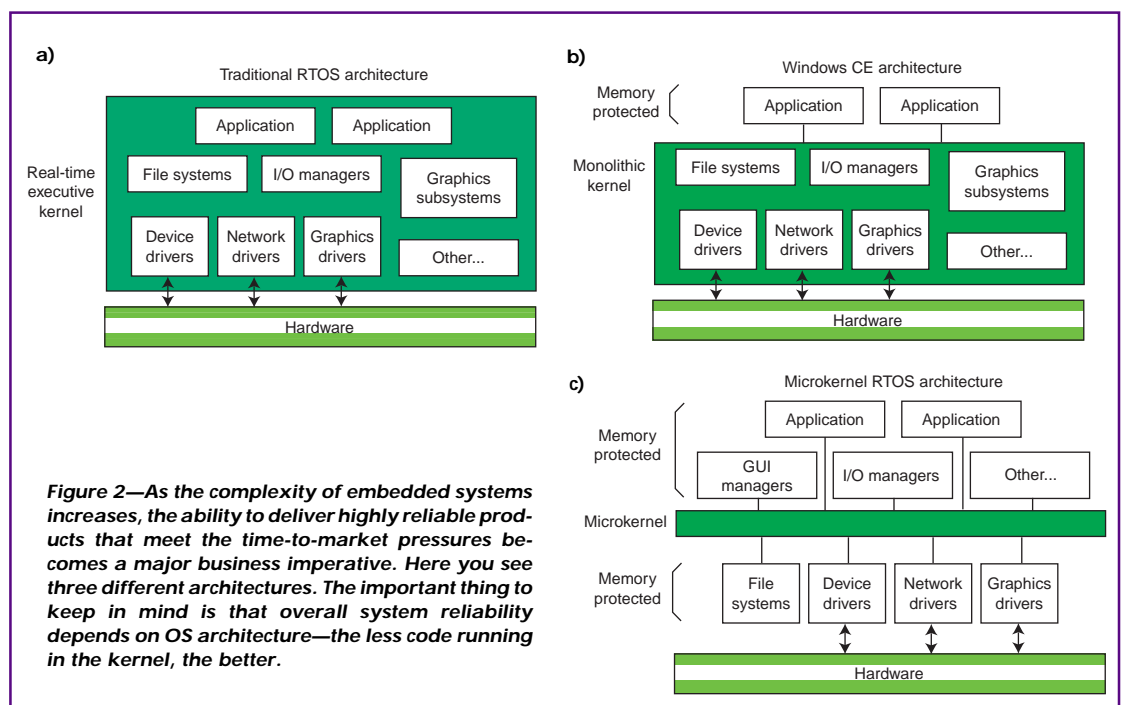 a)
Traditional RTOS architecture
Real-time
executive
kernel
Application
Application
File systems
I/O managers
Graphics
subsystems
Device
drivers
Network
drivers
Graphics
drivers
Other...
Hardware
b)
Windows CE architecture
Memory
protected
Application
Application
Monolithic
kernel
File systems
I/O managers
Graphics
subsystems
Device
drivers
Network
drivers
Graphics
drivers
Other...
Hardware
c)
Microkernel RTOS architecture
Memory
protected
Application
Application
GUI
managers
I/O managers
Other...
Microkernel
Memory
protected
File
systems
Device
drivers
Network
drivers
Graphics
drivers
Hardware
Figure 2—As the complexity of embedded systems
increases, the ability to deliver highly reliable prod-
ucts that meet the time-to-market pressures be-
comes a major business imperative. Here you see
three different architectures. The important thing to
keep in mind is that overall system reliability
depends on OS architecture—the less code running
in the kernel, the better.